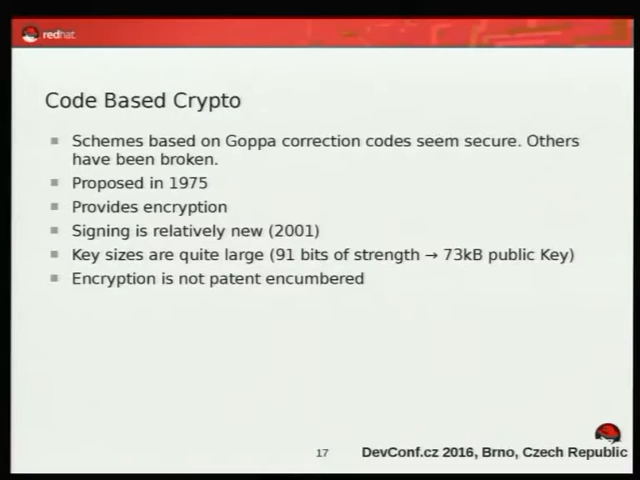 redhat.
Code Based Crypto
Schemes based on Goppa correction codes seem secure. Others
have been broken.
Proposed in 1975
Provides encryption
Signing is relatively new (2001)
Key sizes are quite large (91 bits of strength → 73kB public Key)
Encryption is not patent encumbered
17
DevConf.cz 2016, Brno, Czech Republic